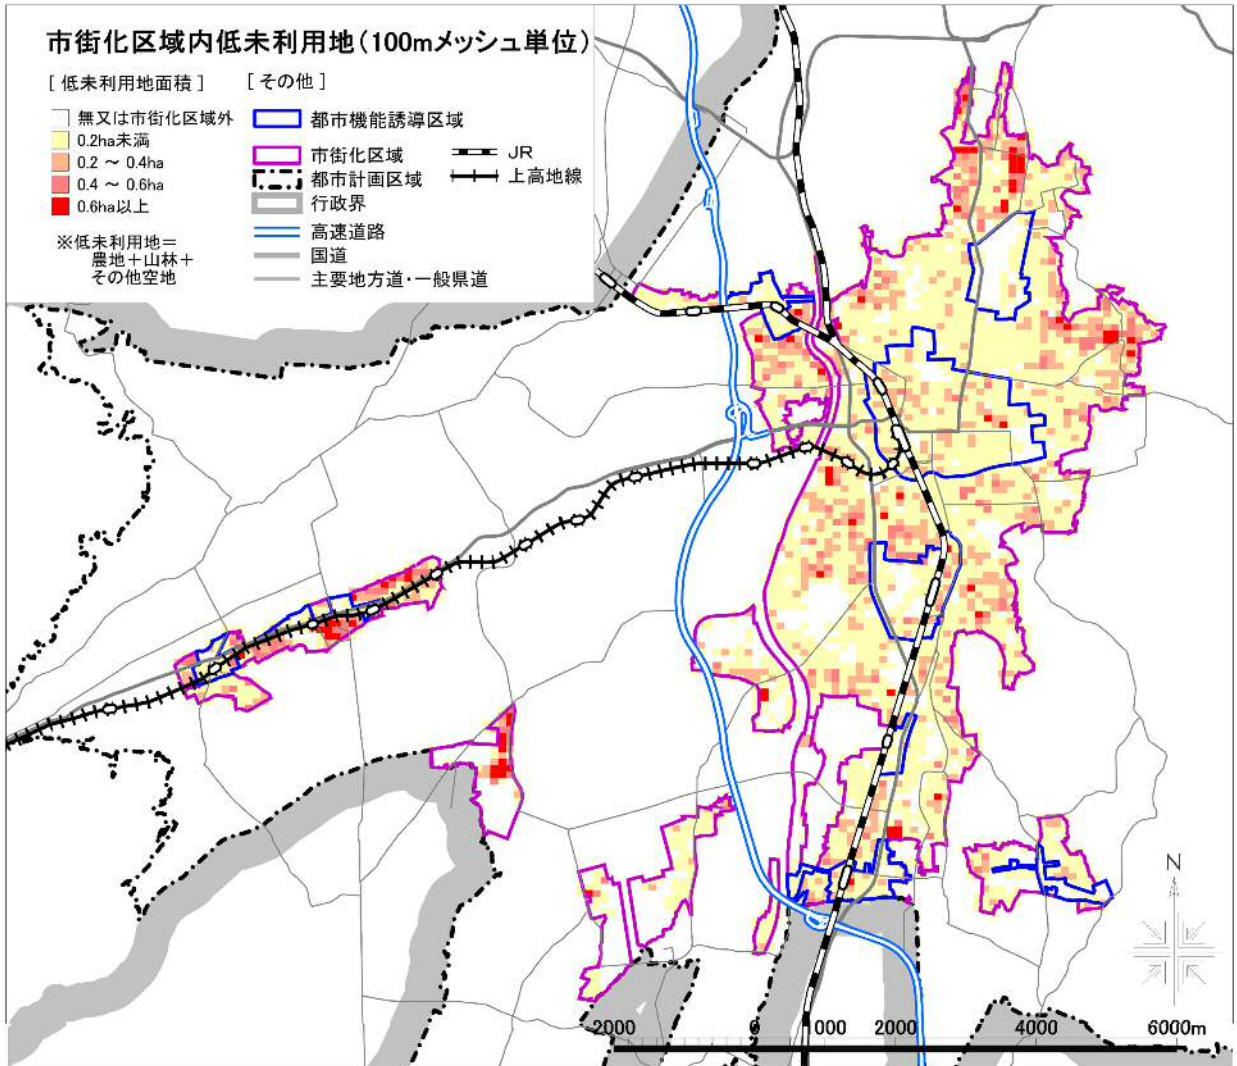 市街化区域内低未利用地(100mメッシュ単位)
[ 低未利用地面積 ]
無又は市街化区域外
0.2ha未満
0.2 ～ 0.4ha
0.4 ～ 0.6ha
0.6ha以上
※低未利用地＝
農地＋山林＋
その他空地
[ その他 ]
都市機能誘導区域
市街化区域
都市計画区域
行政界
高速道路
国道
主要地方道・一般県道
JR
上高地線
N
2000 0 1000 2000 4000 6000m